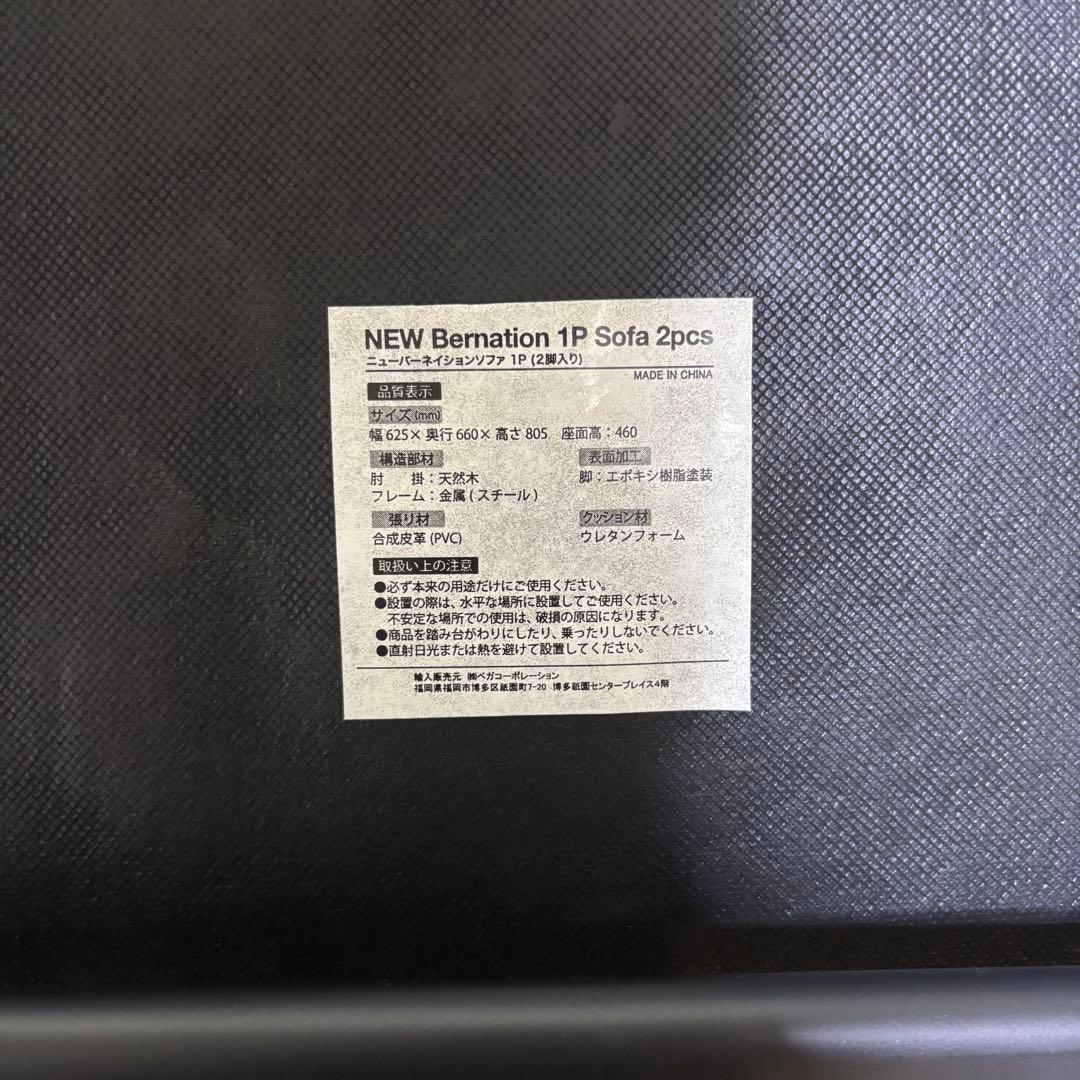 NEW Bernation 1P Sofa 2pcs
ニューバーネイションソファ 1P (2脚入り)
MADE IN CHINA
品質表示
サイズ(mm)
幅 625× 奥行 660× 高さ 805　座面高：460
構造部材　表面加工
肘　掛：天然木　脚：エポキシ樹脂塗装
フレーム：金属 ( スチール )
張り材　クッション材
合成皮革 (PVC)　ウレタンフォーム
取扱い上の注意
●必ず本来の用途だけにご使用ください。
●設置の際は、水平な場所に設置してご使用ください。
不安定な場所での使用は、破損の原因になります。
●商品を踏み台がわりにしたり、乗ったりしないでください。
●直射日光または熱を避けて設置してください。
輸入販売元 ㈱ベガコーポレーション
福岡県福岡市博多区祇園町7-20 博多祇園センタープレイス4階